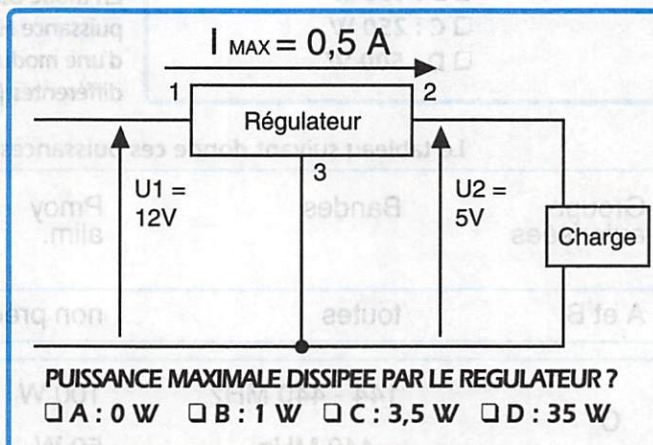 I MAX = 0,5 A
1
2
Régulateur
3
U1 =
12V
U2 =
5V
Charge
PUISSANCE MAXIMALE DISSIPEE PAR LE REGULATEUR ?
❑ A : 0 W ❑ B : 1 W ❑ C : 3,5 W ❑ D : 35 W